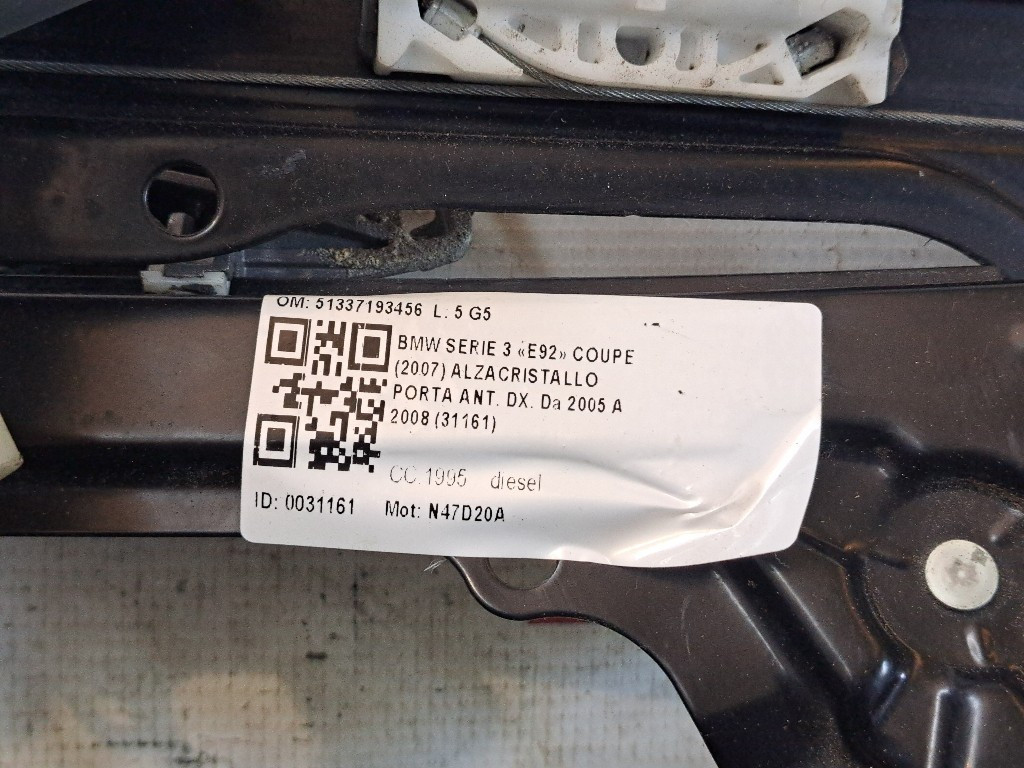 OM: 51337193456 L: 5 G5
BMW SERIE 3 «E92» COUPE
(2007) ALZACRISTALLO
PORTA ANT. DX. Da 2005 A
2008 (31161)
CC.1995 diesel
ID: 0031161 Mot: N47D20A